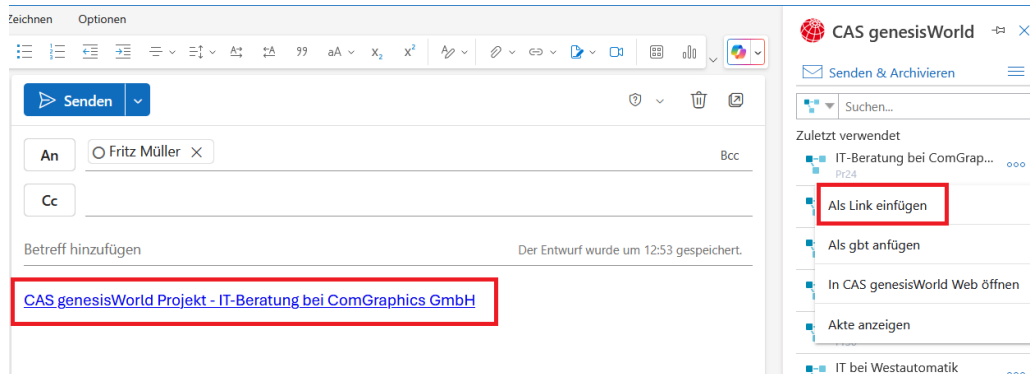 Zeichnen Optionen
Senden
An Fritz Müller Bcc
Cc
Betreff hinzufügen Der Entwurf wurde um 12:53 gespeichert.
CAS genesisWorld Projekt - IT-Beratung bei ComGraphics GmbH
CAS genesisWorld
Senden & Archivieren
Suchen...
Zuletzt verwendet
IT-Beratung bei ComGrap...
Pr24
Als Link einfügen
Als gbt anfügen
In CAS genesisWorld Web öffnen
Akte anzeigen
IT bei Westautomatik